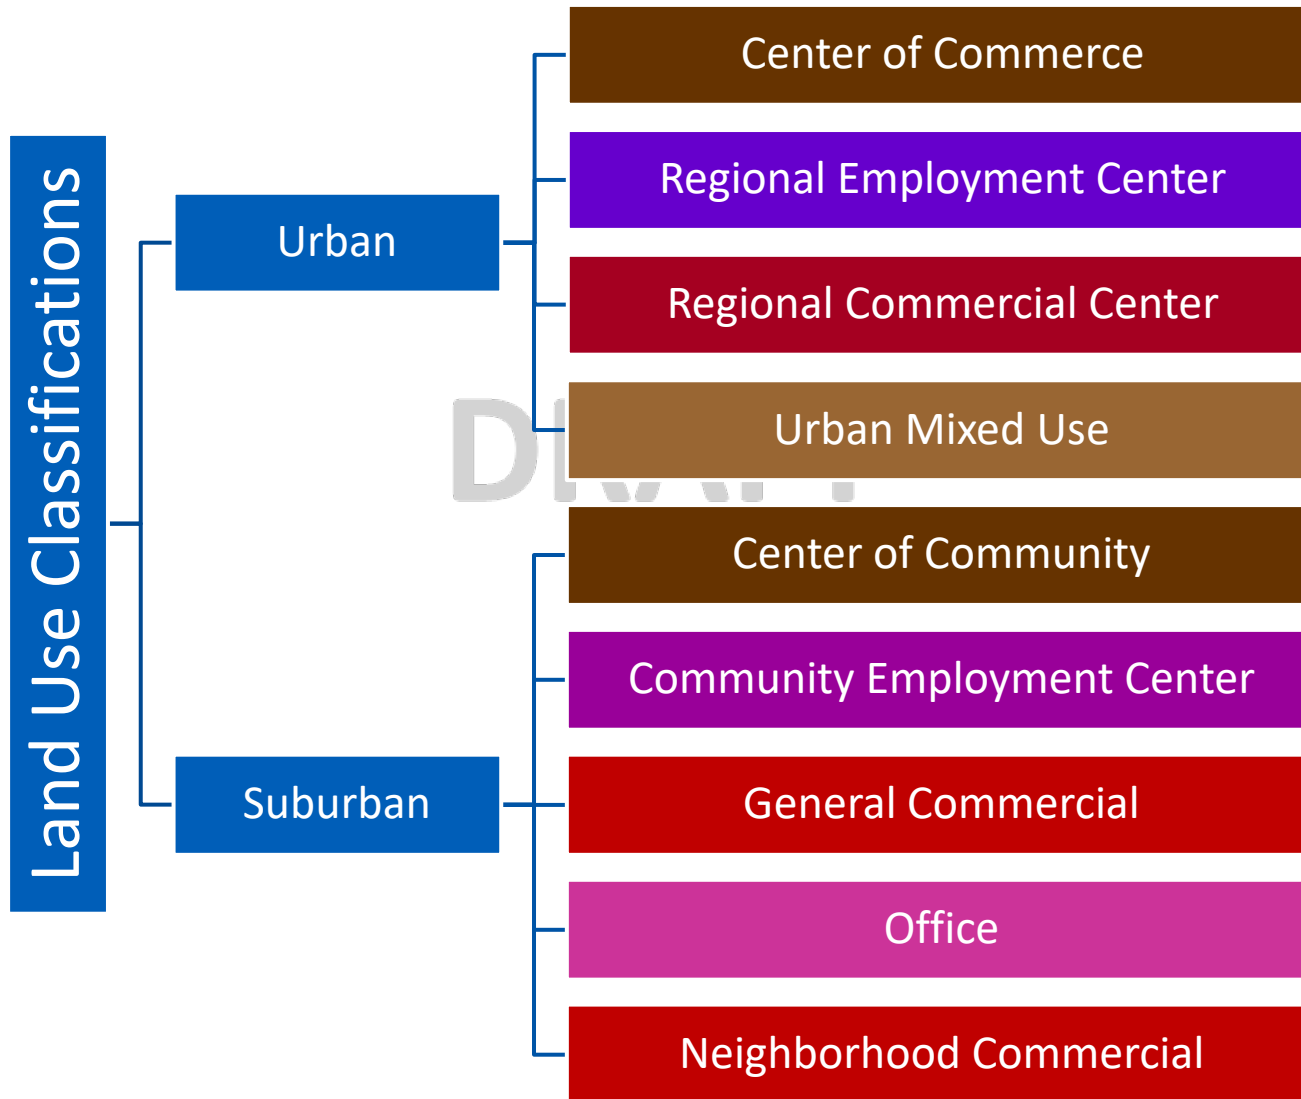 Land Use Classifications
Urban
Center of Commerce
Regional Employment Center
Regional Commercial Center
Urban Mixed Use
Suburban
Center of Community
Community Employment Center
General Commercial
Office
Neighborhood Commercial